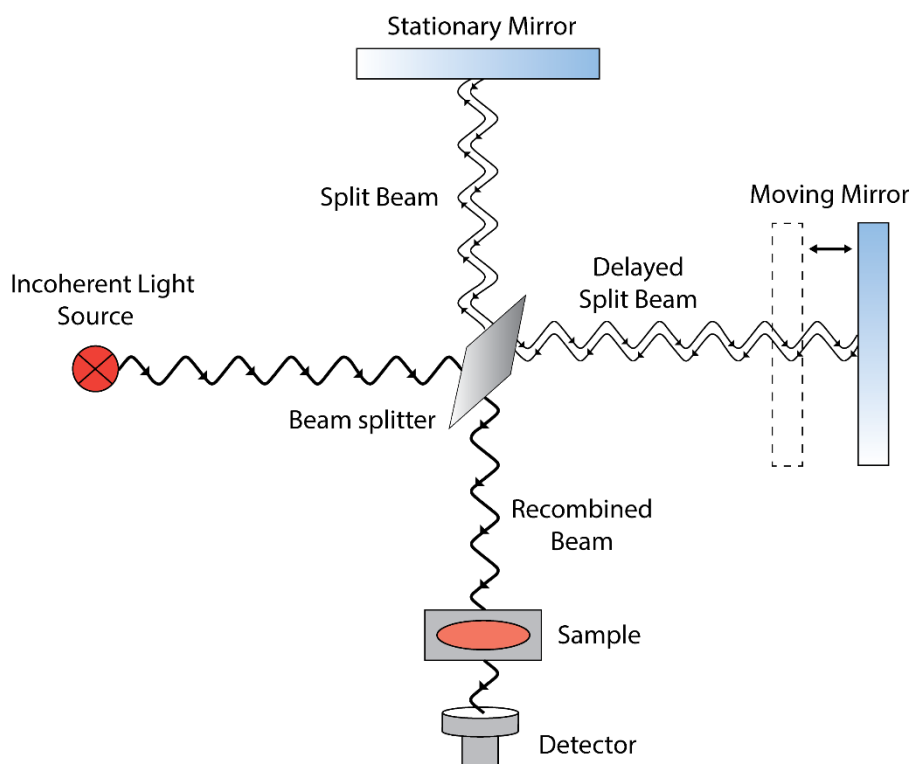 Stationary Mirror
Split Beam
Moving Mirror
Delayed
Split Beam
Incoherent Light
Source
Beam splitter
Recombined
Beam
Sample
Detector